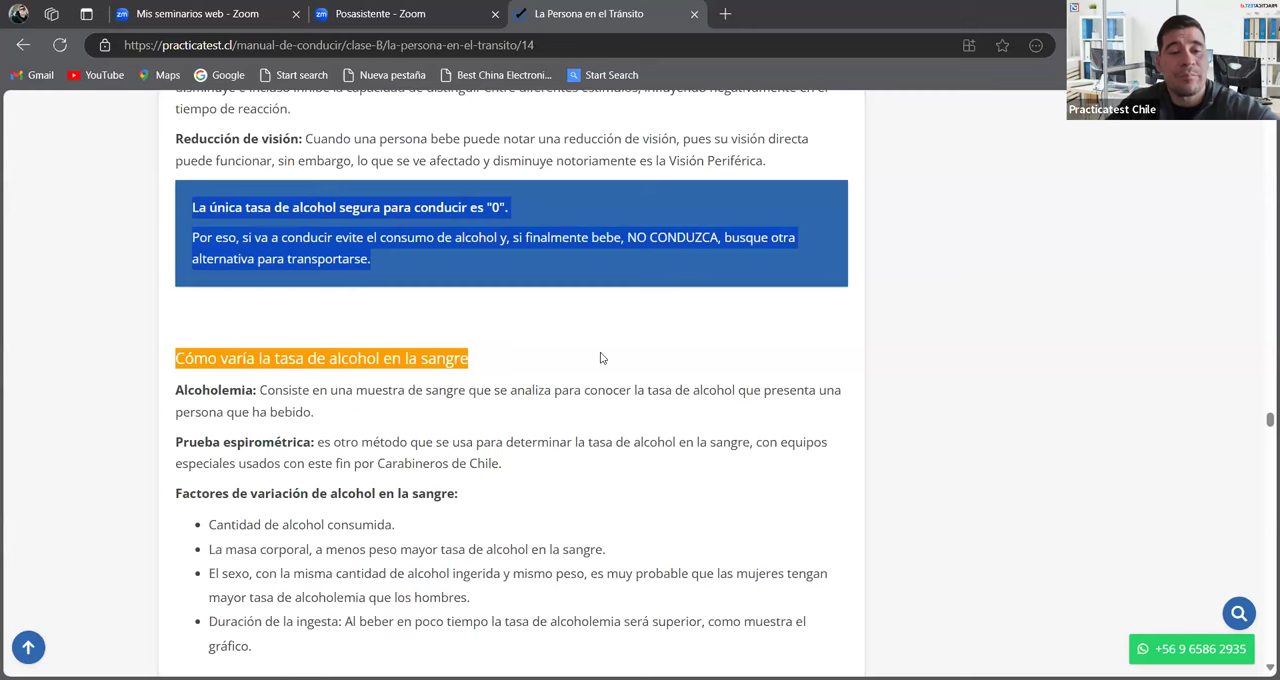 Mis seminarios web - Zoom
Posasistente - Zoom
La Persona en el Tránsito
https://practicatest.cl/manual-de-conducir/clase-B/la-persona-en-el-transito/14
Gmail
YouTube
Maps
Google
Start search
Nueva pestaña
Best China Electroni...
Start Search
Practicatest Chile
tiempo de reacción.
Reducción de visión: Cuando una persona bebe puede notar una reducción de visión, pues su visión directa
puede funcionar, sin embargo, lo que se ve afectado y disminuye notoriamente es la Visión Periférica.
La única tasa de alcohol segura para conducir es "0".
Por eso, si va a conducir evite el consumo de alcohol y, si finalmente bebe, NO CONDUZCA, busque otra
alternativa para transportarse.
Cómo varía la tasa de alcohol en la sangre
Alcoholemia: Consiste en una muestra de sangre que se analiza para conocer la tasa de alcohol que presenta una
persona que ha bebido.
Prueba espirométrica: es otro método que se usa para determinar la tasa de alcohol en la sangre, con equipos
especiales usados con este fin por Carabineros de Chile.
Factores de variación de alcohol en la sangre:
Cantidad de alcohol consumida.
La masa corporal, a menos peso mayor tasa de alcohol en la sangre.
El sexo, con la misma cantidad de alcohol ingerida y mismo peso, es muy probable que las mujeres tengan
mayor tasa de alcoholemia que los hombres.
Duración de la ingesta: Al beber en poco tiempo la tasa de alcoholemia será superior, como muestra el
gráfico.
+56 9 6586 2935